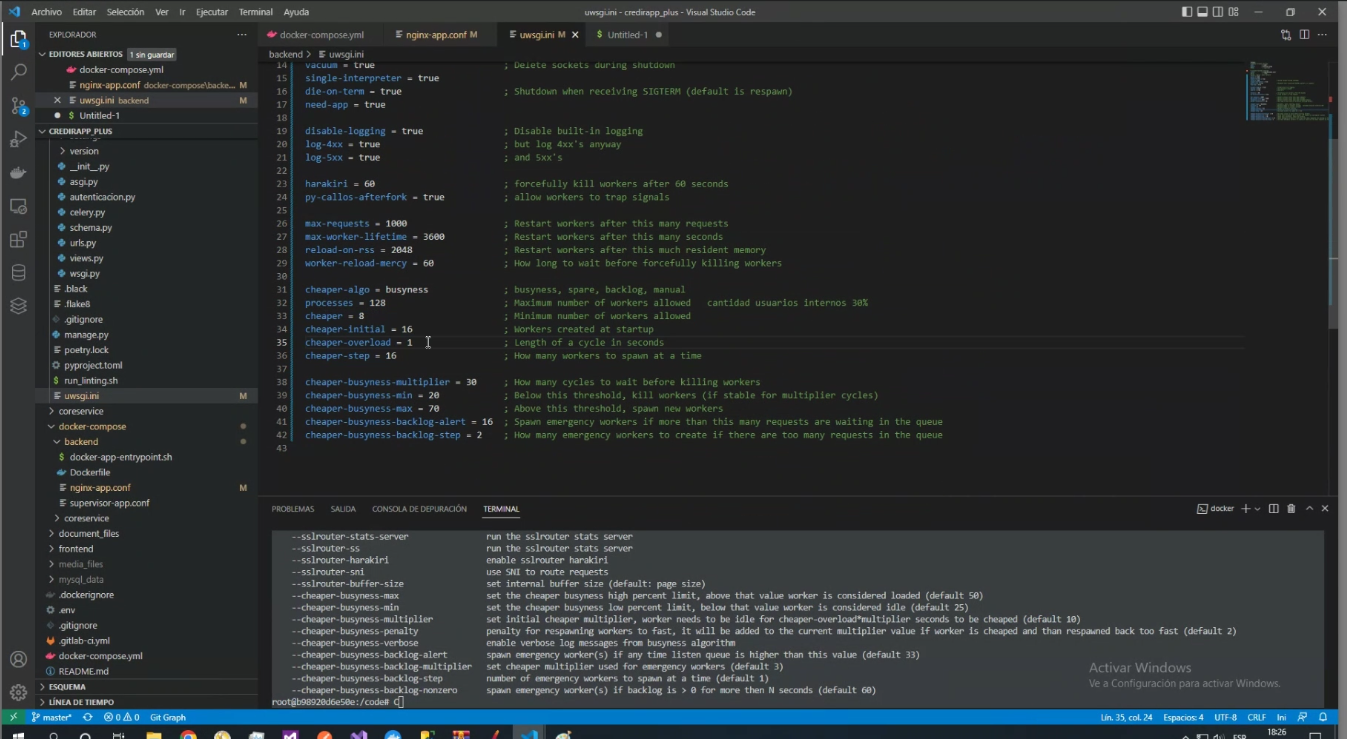 Archivo Editar Selección Ver Ir Ejecutar Terminal Ayuda
uwsgi.ini - credirapp_plus - Visual Studio Code
EXPLORADOR
EDITORES ABIERTOS 1 sin guardar
docker-compose.yml
nginx-app.conf docker-compose\backe... M
uwsgi.ini backend M
Untitled-1
CREDIRAPP_PLUS
version
__init__.py
asgi.py
autenticacion.py
celery.py
schema.py
urls.py
views.py
wsgi.py
.black
.flake8
.gitignore
manage.py
poetry.lock
pyproject.toml
run_linting.sh
uwsgi.ini M
coreservice
docker-compose
backend
docker-app-entrypoint.sh
Dockerfile
nginx-app.conf M
supervisor-app.conf
coreservice
document_files
frontend
media_files
mysql_data
.dockerignore
.env
.gitignore
.gitlab-ci.yml
docker-compose.yml
README.md
ESQUEMA
LÍNEA DE TIEMPO
docker-compose.yml nginx-app.conf M uwsgi.ini M Untitled-1
backend > uwsgi.ini
14 vacuum = true ; Delete sockets during shutdown
15 single-interpreter = true
16 die-on-term = true ; Shutdown when receiving SIGTERM (default is respawn)
17 need-app = true
18
19 disable-logging = true ; Disable built-in logging
20 log-4xx = true ; but log 4xx's anyway
21 log-5xx = true ; and 5xx's
22
23 harakiri = 60 ; forcefully kill workers after 60 seconds
24 py-callos-afterfork = true ; allow workers to trap signals
25
26 max-requests = 1000 ; Restart workers after this many requests
27 max-worker-lifetime = 3600 ; Restart workers after this many seconds
28 reload-on-rss = 2048 ; Restart workers after this much resident memory
29 worker-reload-mercy = 60 ; How long to wait before forcefully killing workers
30
31 cheaper-algo = busyness ; busyness, spare, backlog, manual
32 processes = 128 ; Maximum number of workers allowed cantidad usuarios internos 30%
33 cheaper = 8 ; Minimum number of workers allowed
34 cheaper-initial = 16 ; Workers created at startup
35 cheaper-overload = 1 ; Length of a cycle in seconds
36 cheaper-step = 16 ; How many workers to spawn at a time
37
38 cheaper-busyness-multiplier = 30 ; How many cycles to wait before killing workers
39 cheaper-busyness-min = 20 ; Below this threshold, kill workers (if stable for multiplier cycles)
40 cheaper-busyness-max = 70 ; Above this threshold, spawn new workers
41 cheaper-busyness-backlog-alert = 16 ; Spawn emergency workers if more than this many requests are waiting in the queue
42 cheaper-busyness-backlog-step = 2 ; How many emergency workers to create if there are too many requests in the queue
43
PROBLEMAS SALIDA CONSOLA DE DEPURACIÓN TERMINAL
docker
--sslrouter-stats-server run the sslrouter stats server
--sslrouter-ss run the sslrouter stats server
--sslrouter-harakiri enable sslrouter harakiri
--sslrouter-sni use SNI to route requests
--sslrouter-buffer-size set internal buffer size (default: page size)
--cheaper-busyness-max set the cheaper busyness high percent limit, above that value worker is considered loaded (default 50)
--cheaper-busyness-min set the cheaper busyness low percent limit, below that value worker is considered idle (default 25)
--cheaper-busyness-multiplier set initial cheaper multiplier, worker needs to be idle for cheaper-overload*multiplier seconds to be cheaped (default 10)
--cheaper-busyness-penalty penalty for respawning workers to fast, it will be added to the current multiplier value if worker is cheaped and than respawned back too fast (default 2)
--cheaper-busyness-verbose enable verbose log messages from busyness algorithm
--cheaper-busyness-backlog-alert spawn emergency worker(s) if any time listen queue is higher than this value (default 33)
--cheaper-busyness-backlog-multiplier set cheaper multiplier used for emergency workers (default 3)
--cheaper-busyness-backlog-step number of emergency workers to spawn at a time (default 1)
--cheaper-busyness-backlog-nonzero spawn emergency worker(s) if backlog is > 0 for more then N seconds (default 60)
root@b98920d6e50e:/code# C
Activar Windows
Ve a Configuración para activar Windows.
master* 0 0 Git Graph
Lín. 35, col. 24 Espacios: 4 UTF-8 CRLF Ini
ESP 18:26